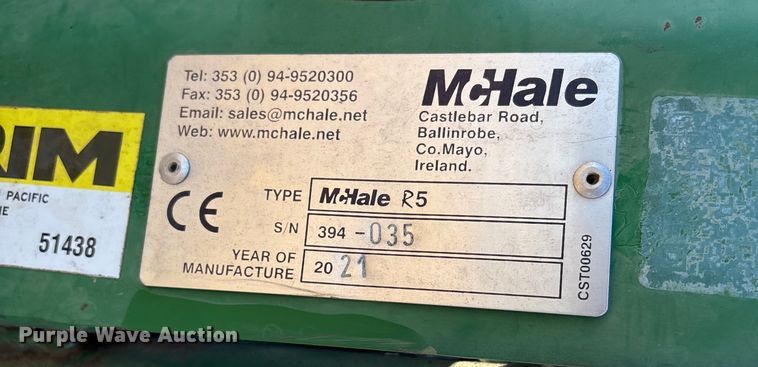 Tel: 353 (0) 94-9520300
Fax: 353 (0) 94-9520356
Email: sales@mchale.net
Web: www.mchale.net
McHale
Castlebar Road,
Ballinrobe,
Co.Mayo,
Ireland.
CE
TYPE McHale R5
S/N 394 -035
YEAR OF
MANUFACTURE 20 21
CST00629
RIM
PACIFIC
51438
Purple Wave Auction